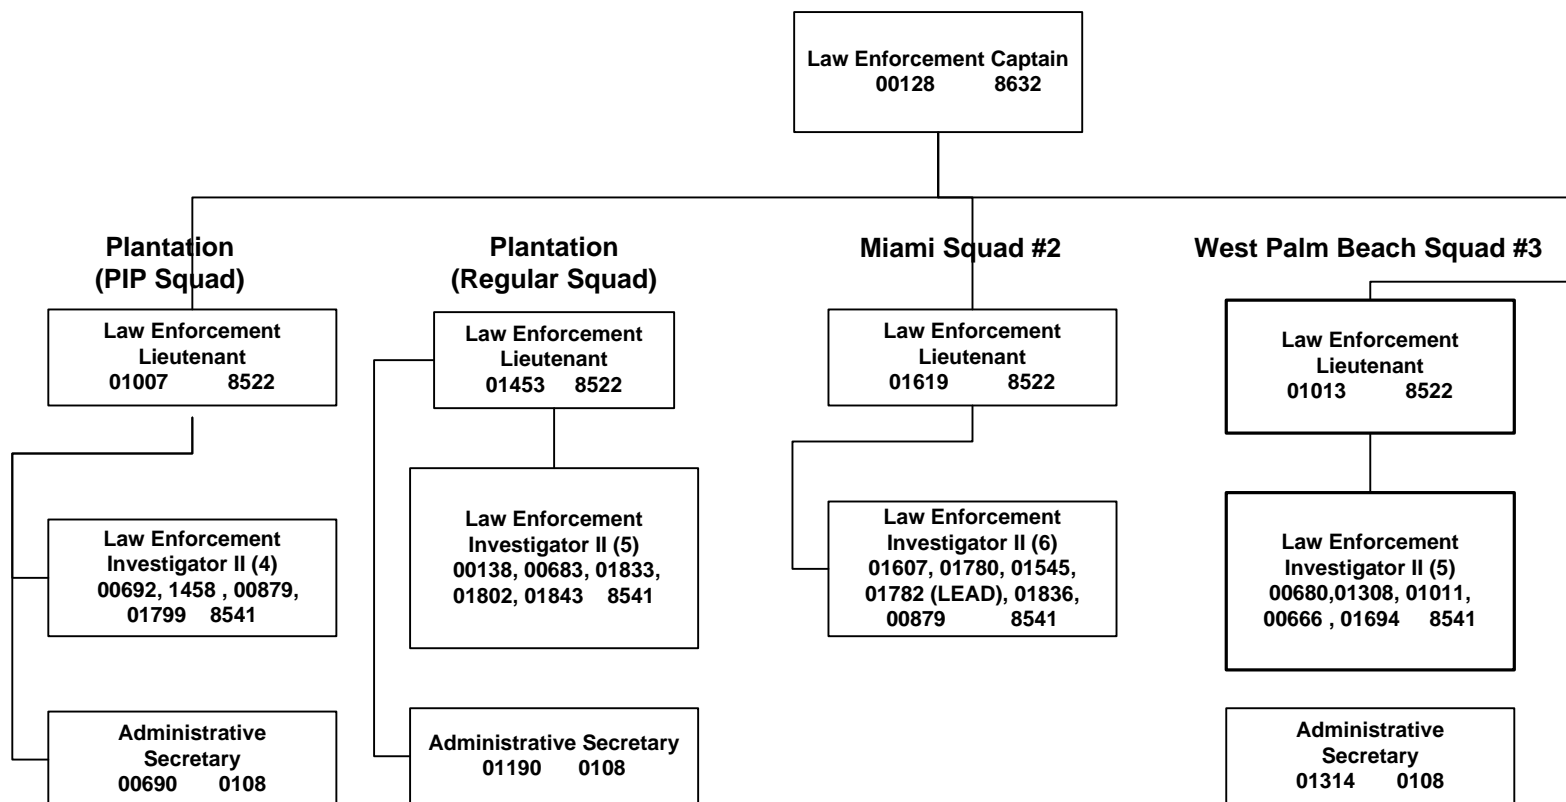 Law Enforcement Captain
00128 8632
Plantation
(PIP Squad)
Law Enforcement
Lieutenant
01007 8522
Law Enforcement
Investigator II (4)
00692, 1458 , 00879,
01799 8541
Administrative
Secretary
00690 0108
Plantation
(Regular Squad)
Law Enforcement
Lieutenant
01453 8522
Law Enforcement
Investigator II (5)
00138, 00683, 01833,
01802, 01843 8541
Administrative Secretary
01190 0108
Miami Squad #2
Law Enforcement
Lieutenant
01619 8522
Law Enforcement
Investigator II (6)
01607, 01780, 01545,
01782 (LEAD), 01836,
00879 8541
West Palm Beach Squad #3
Law Enforcement
Lieutenant
01013 8522
Law Enforcement
Investigator II (5)
00680,01308, 01011,
00666 , 01694 8541
Administrative
Secretary
01314 0108